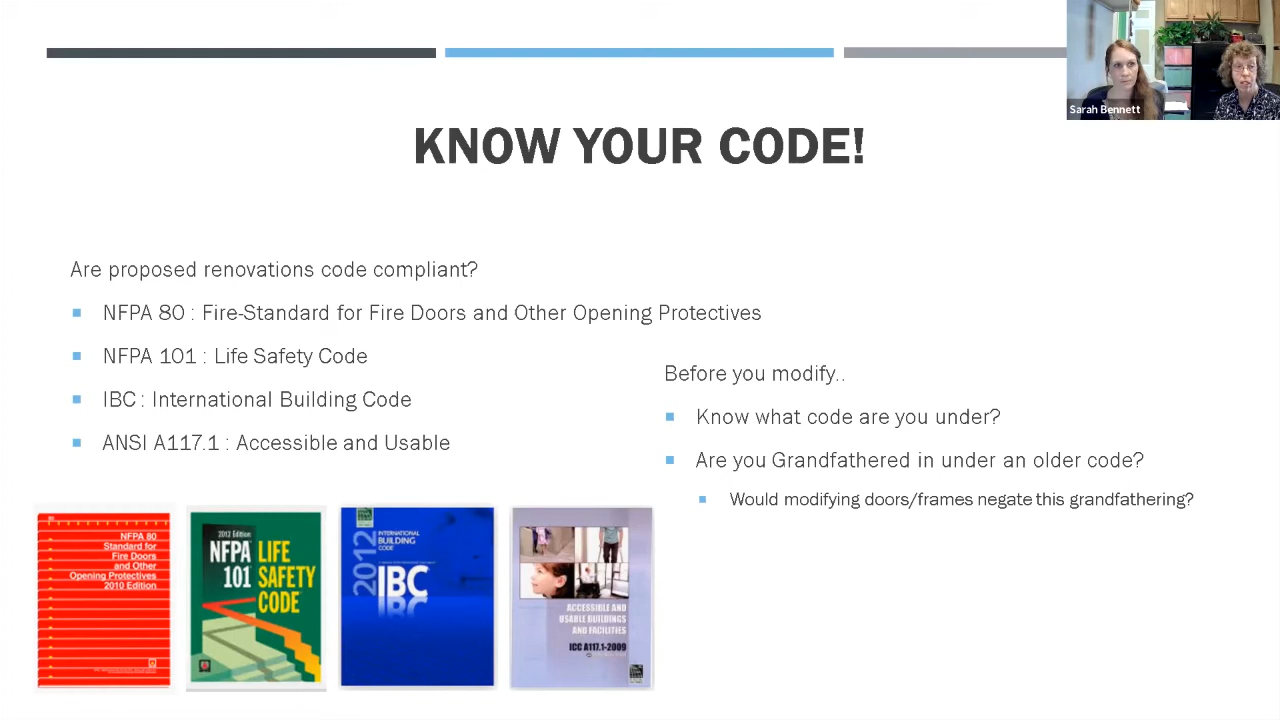 Sarah Bennett
KNOW YOUR CODE!
Are proposed renovations code compliant?
NFPA 80 : Fire-Standard for Fire Doors and Other Opening Protectives
NFPA 101 : Life Safety Code
IBC : International Building Code
ANSI A117.1 : Accessible and Usable
Before you modify..
Know what code are you under?
Are you Grandfathered in under an older code?
Would modifying doors/frames negate this grandfathering?
NFPA 80
Standard for
Fire Doors
and Other
Opening Protectives
2010 Edition
2012 Edition
NFPA
101
LIFE
SAFETY
CODE
2012
INTERNATIONAL
BUILDING
CODE
IBC
ACCESSIBLE AND
USABLE BUILDINGS
AND FACILITIES
ICC A117.1-2009